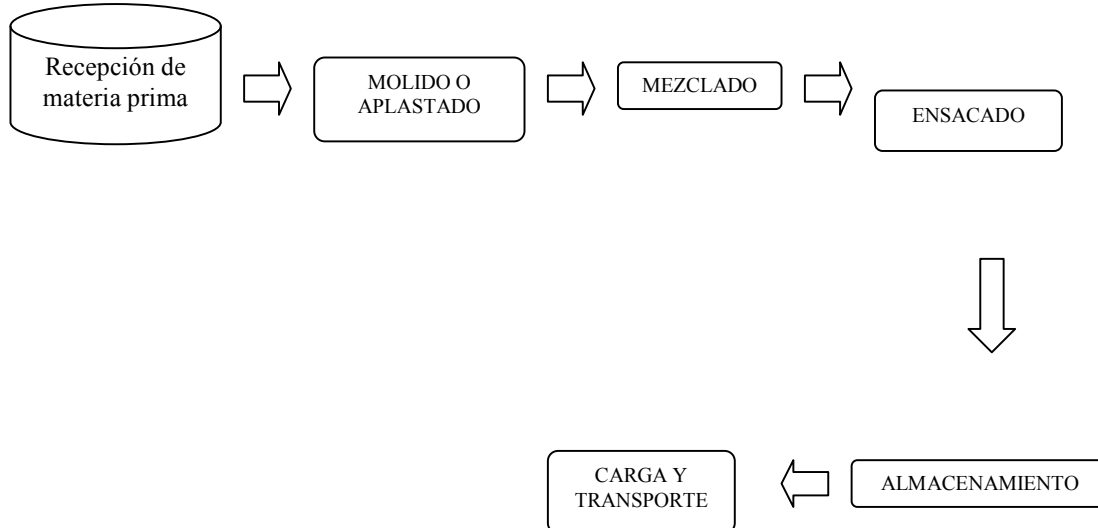 Recepción de
materia prima
MOLIDO O
APLASTADO
MEZCLADO
ENSACADO
ALMACENAMIENTO
CARGA Y
TRANSPORTE